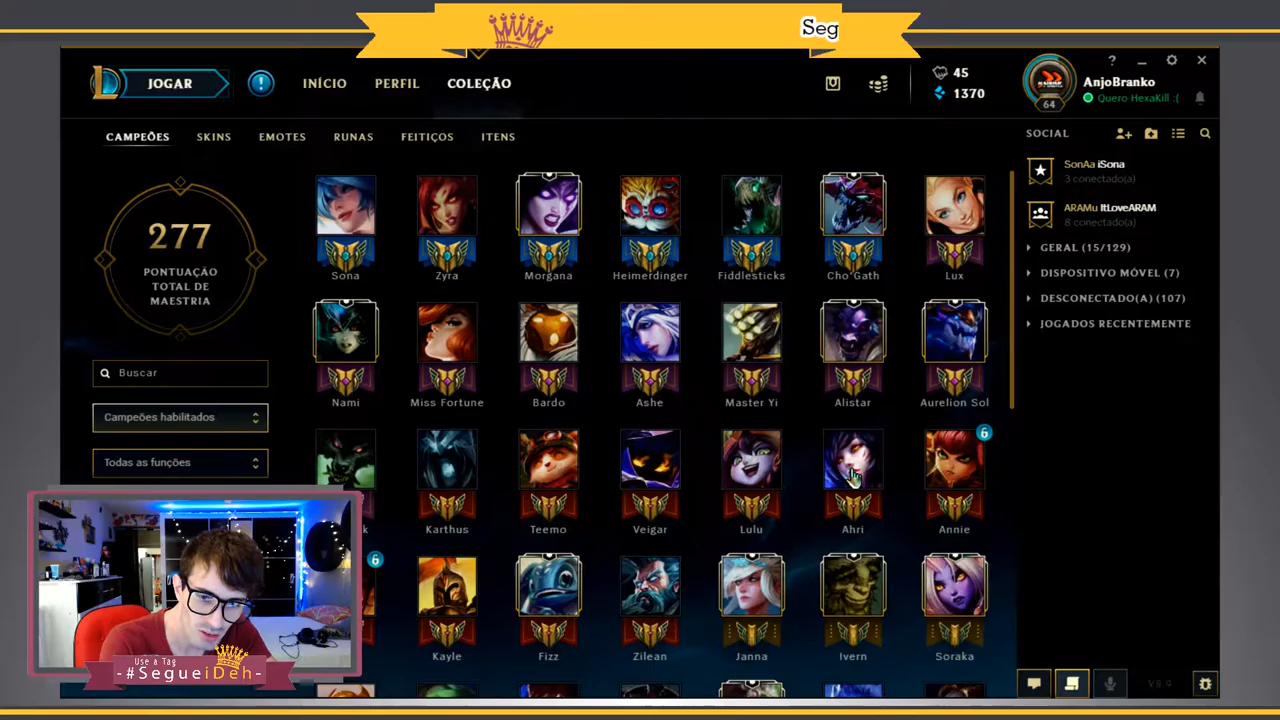 Seg
JOGAR
INÍCIO
PERFIL
COLEÇÃO
45
1370
64
AnjoBranko
Quero HexaKill :(
CAMPEÕES
SKINS
EMOTES
RUNAS
FEITIÇOS
ITENS
SOCIAL
277
PONTUAÇÃO
TOTAL DE
MAESTRIA
Buscar
Campeões habilitados
Todas as funções
Sona
Zyra
Morgana
Heimerdinger
Fiddlesticks
Cho'Gath
Lux
Nami
Miss Fortune
Bardo
Ashe
Master Yi
Alistar
Aurelion Sol
6
k
Karthus
Teemo
Veigar
Lulu
Ahri
Annie
6
Kayle
Fizz
Zilean
Janna
Ivern
Soraka
SonAa iSona
3 conectado(a)
ARAMu ItLoveARAM
8 conectado(a)
GERAL (15/129)
DISPOSITIVO MÓVEL (7)
DESCONECTADO(A) (107)
JOGADOS RECENTEMENTE
V8.9
Use a Tag
-#SegueiDeh-